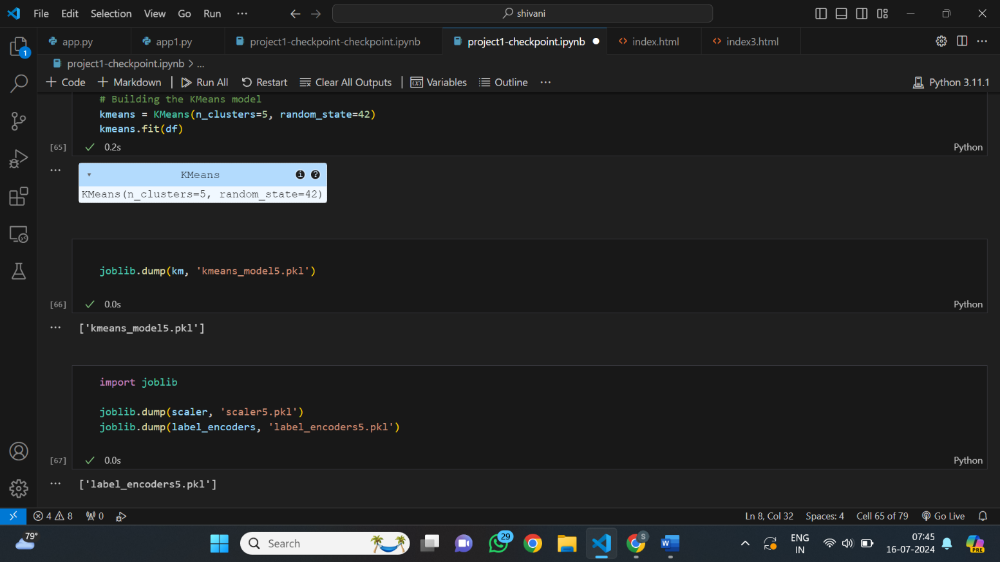 File Edit Selection View Go Run ··· shivani
1
app.py app1.py project1-checkpoint-checkpoint.ipynb project1-checkpoint.ipynb index.html index3.html
project1-checkpoint.ipynb > ...
+ Code + Markdown | Run All Restart Clear All Outputs | Variables Outline ··· Python 3.11.1
# Building the KMeans model
kmeans = KMeans(n_clusters=5, random_state=42)
kmeans.fit(df)
[65] 0.2s Python
KMeans
KMeans(n_clusters=5, random_state=42)
joblib.dump(km, 'kmeans_model5.pkl')
[66] 0.0s Python
['kmeans_model5.pkl']
import joblib
joblib.dump(scaler, 'scaler5.pkl')
joblib.dump(label_encoders, 'label_encoders5.pkl')
[67] 0.0s Python
['label_encoders5.pkl']
4 8 0 Ln 8, Col 32 Spaces: 4 Cell 65 of 79 Go Live
79° Search 29 S W ENG 07:45
IN 16-07-2024 PRE